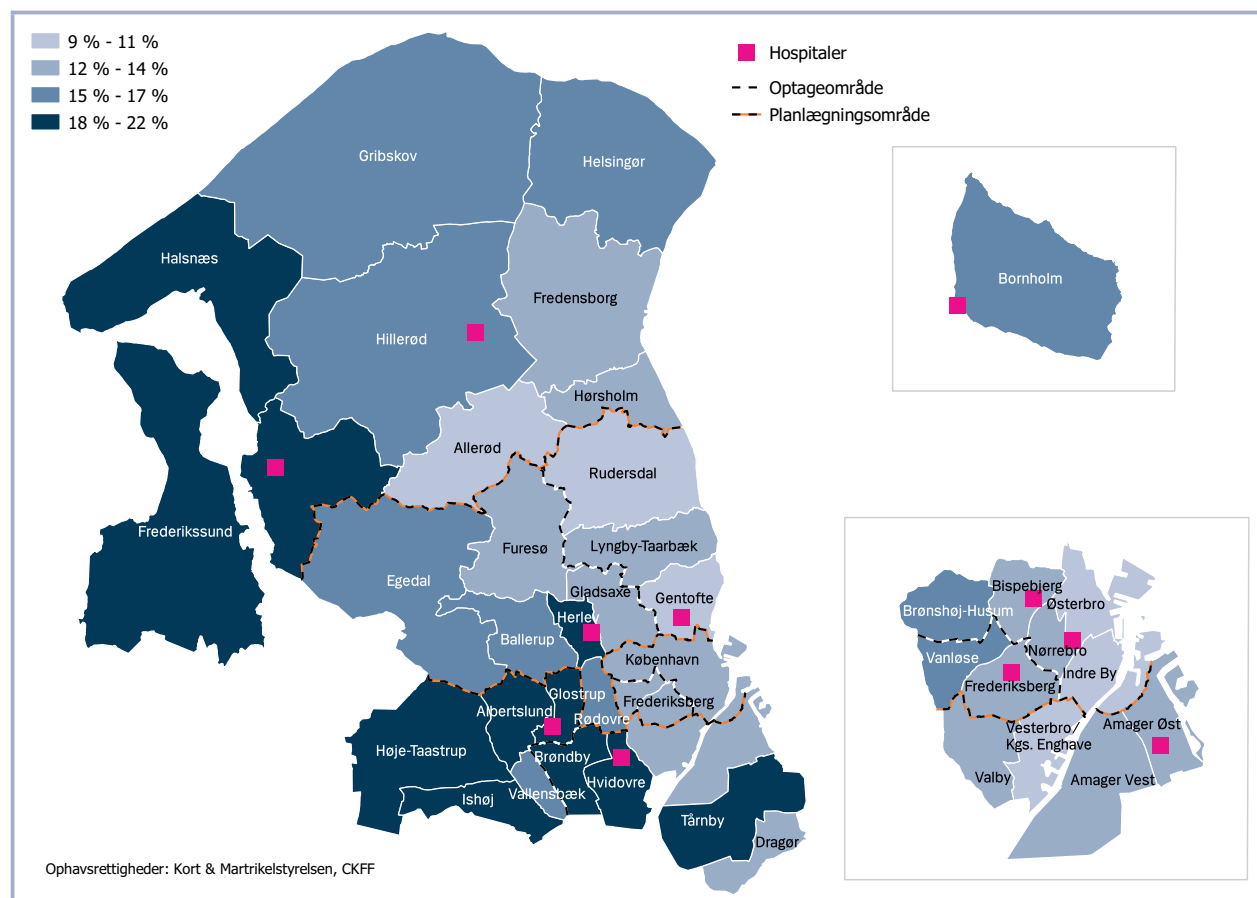 9 % - 11 %
12 % - 14 %
15 % - 17 %
18 % - 22 %
Hospitaler
Optageområde
Planlægningsområde
Gribskov
Helsingør
Halsnæs
Fredensborg
Hillerød
Hørsholm
Allerød
Rudersdal
Frederikssund
Furesø
Lyngby-Taarbæk
Egedal
Gladsaxe
Gentofte
Herlev
Ballerup
København
Glostrup
Frederiksberg
Albertslund
Rødovre
Høje-Taastrup
Brøndby
Hvidovre
Vallensbæk
Ishøj
Tårnby
Dragør
Bornholm
Bispebjerg
Østerbro
Brønshøj-Husum
Nørrebro
Vanløse
Indre By
Frederiksberg
Vesterbro
Kgs. Enghave
Amager Øst
Valby
Amager Vest
Ophavsrettigheder: Kort & Martrikelstyrelsen, CKFF